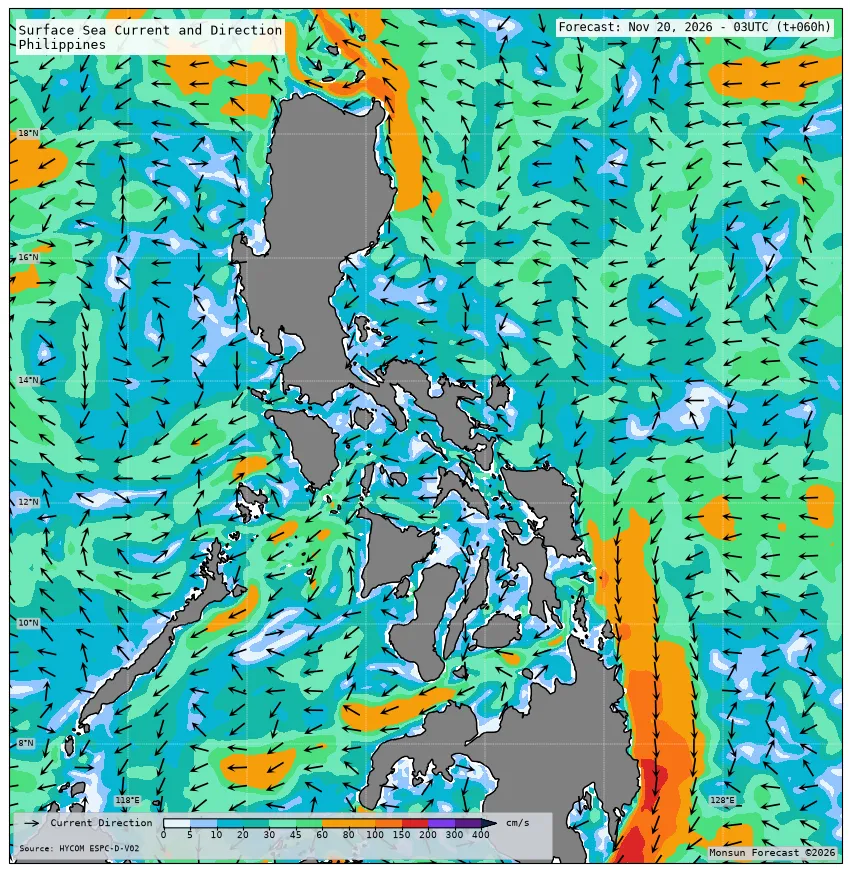 Surface Sea Current and Direction
Philippines
Forecast: Nov 20, 2026 - 03UTC (t+060h)
18°N
16°N
14°N
12°N
10°N
8°N
118°E
128°E
Current Direction
0 5 10 20 30 45 60 80 100 150 200 300 400 cm/s
Source: HYCOM ESPC-D-V02
Monsun Forecast ©2026